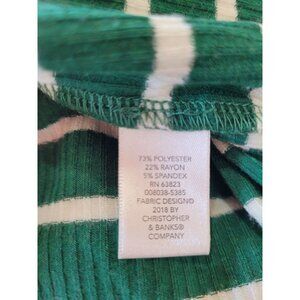 73% POLYESTER
22% RAYON
5% SPANDEX
RN 63823
008038-5385
FABRIC DESIGN©
2018 BY
CHRISTOPHER
& BANKS®
COMPANY